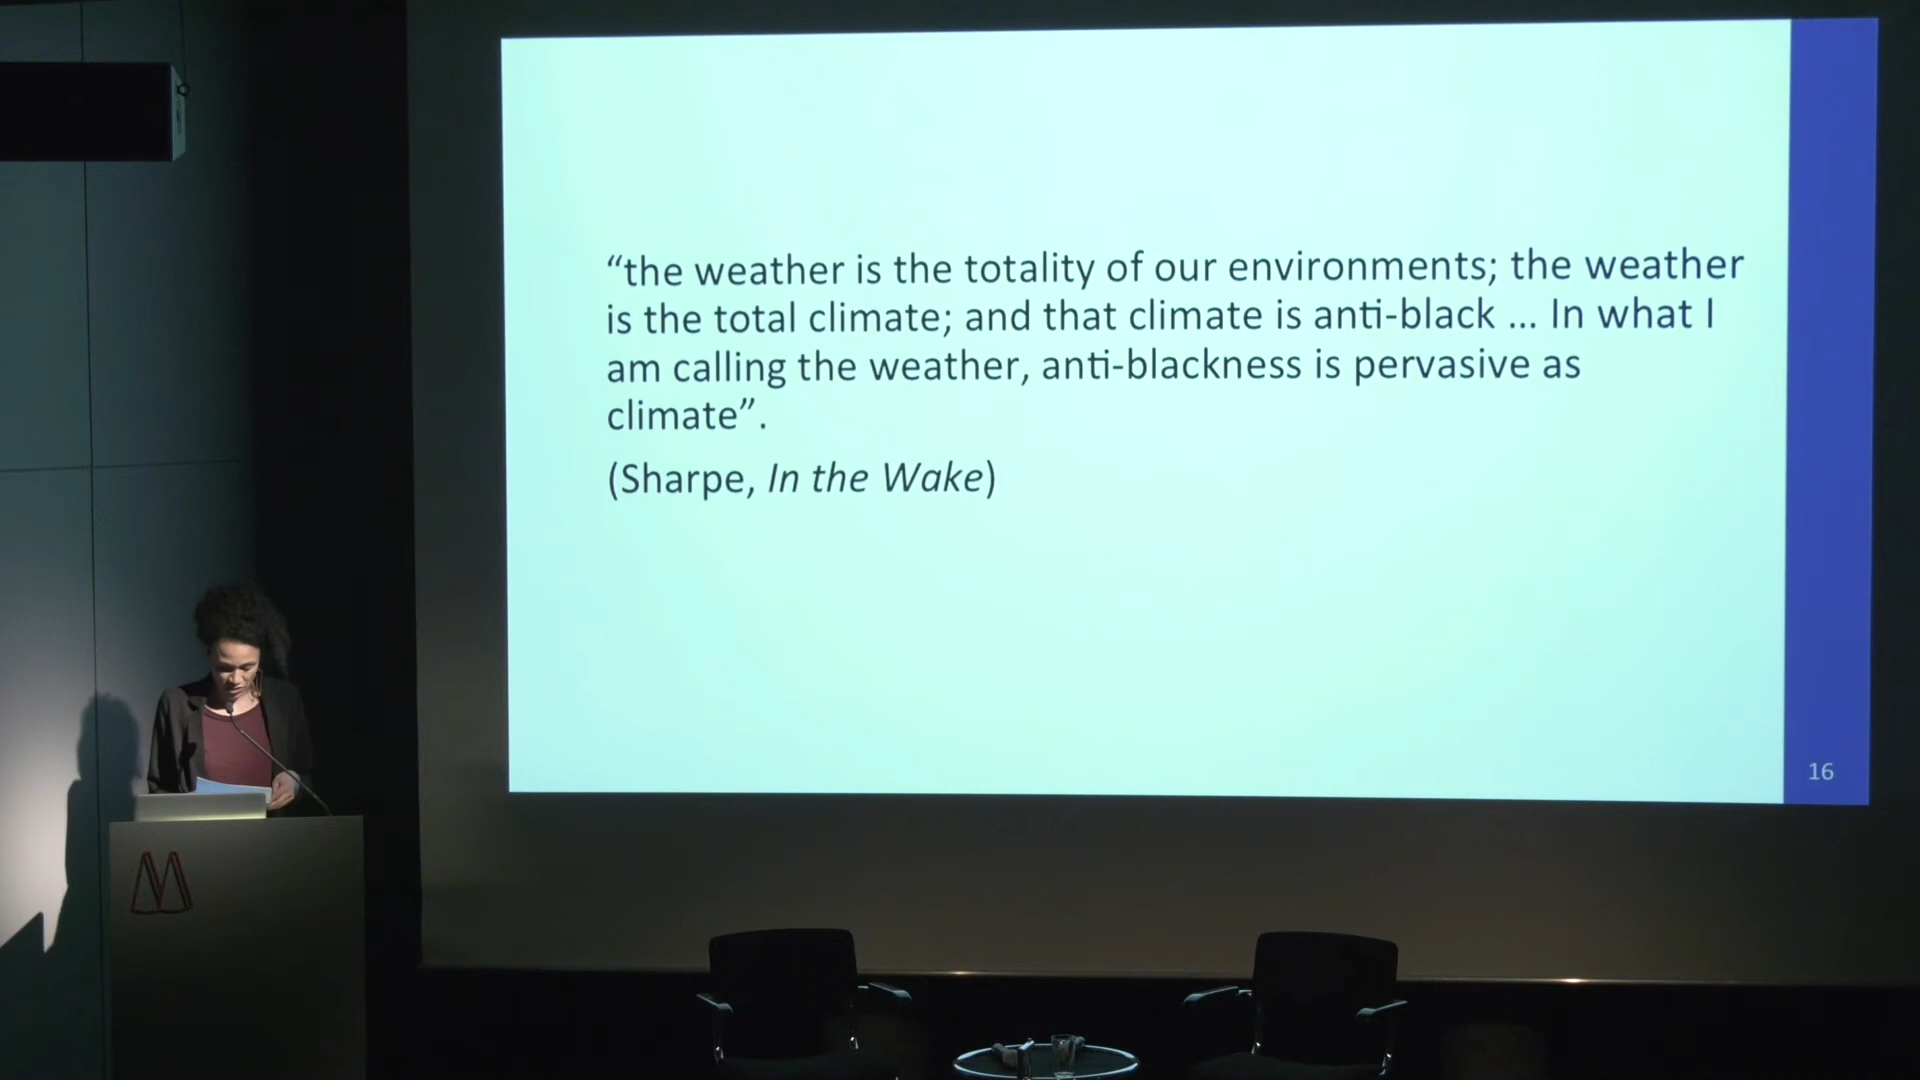 “the weather is the totality of our environments; the weather
is the total climate; and that climate is anti-black ... In what I
am calling the weather, anti-blackness is pervasive as
climate”.
(Sharpe, In the Wake)
16
M